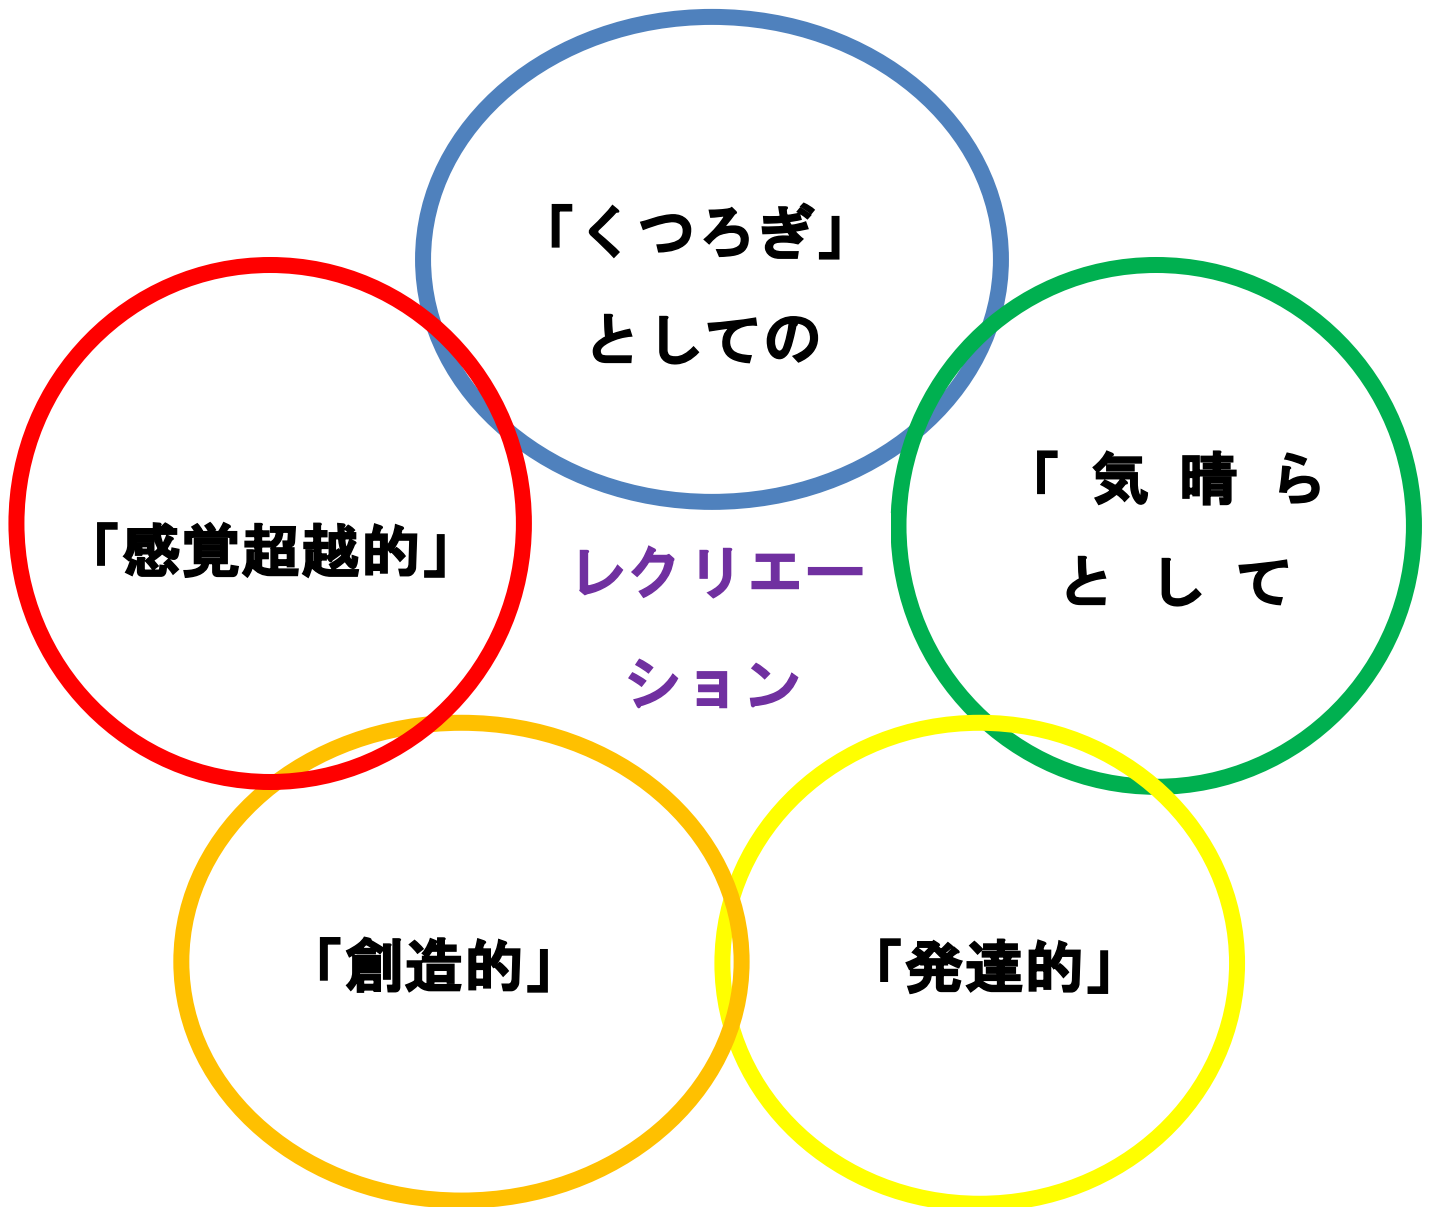 「くつろぎ」
としての
「気晴ら
として
「感覚超越的」
レクリエー
ション
「創造的」
「発達的」